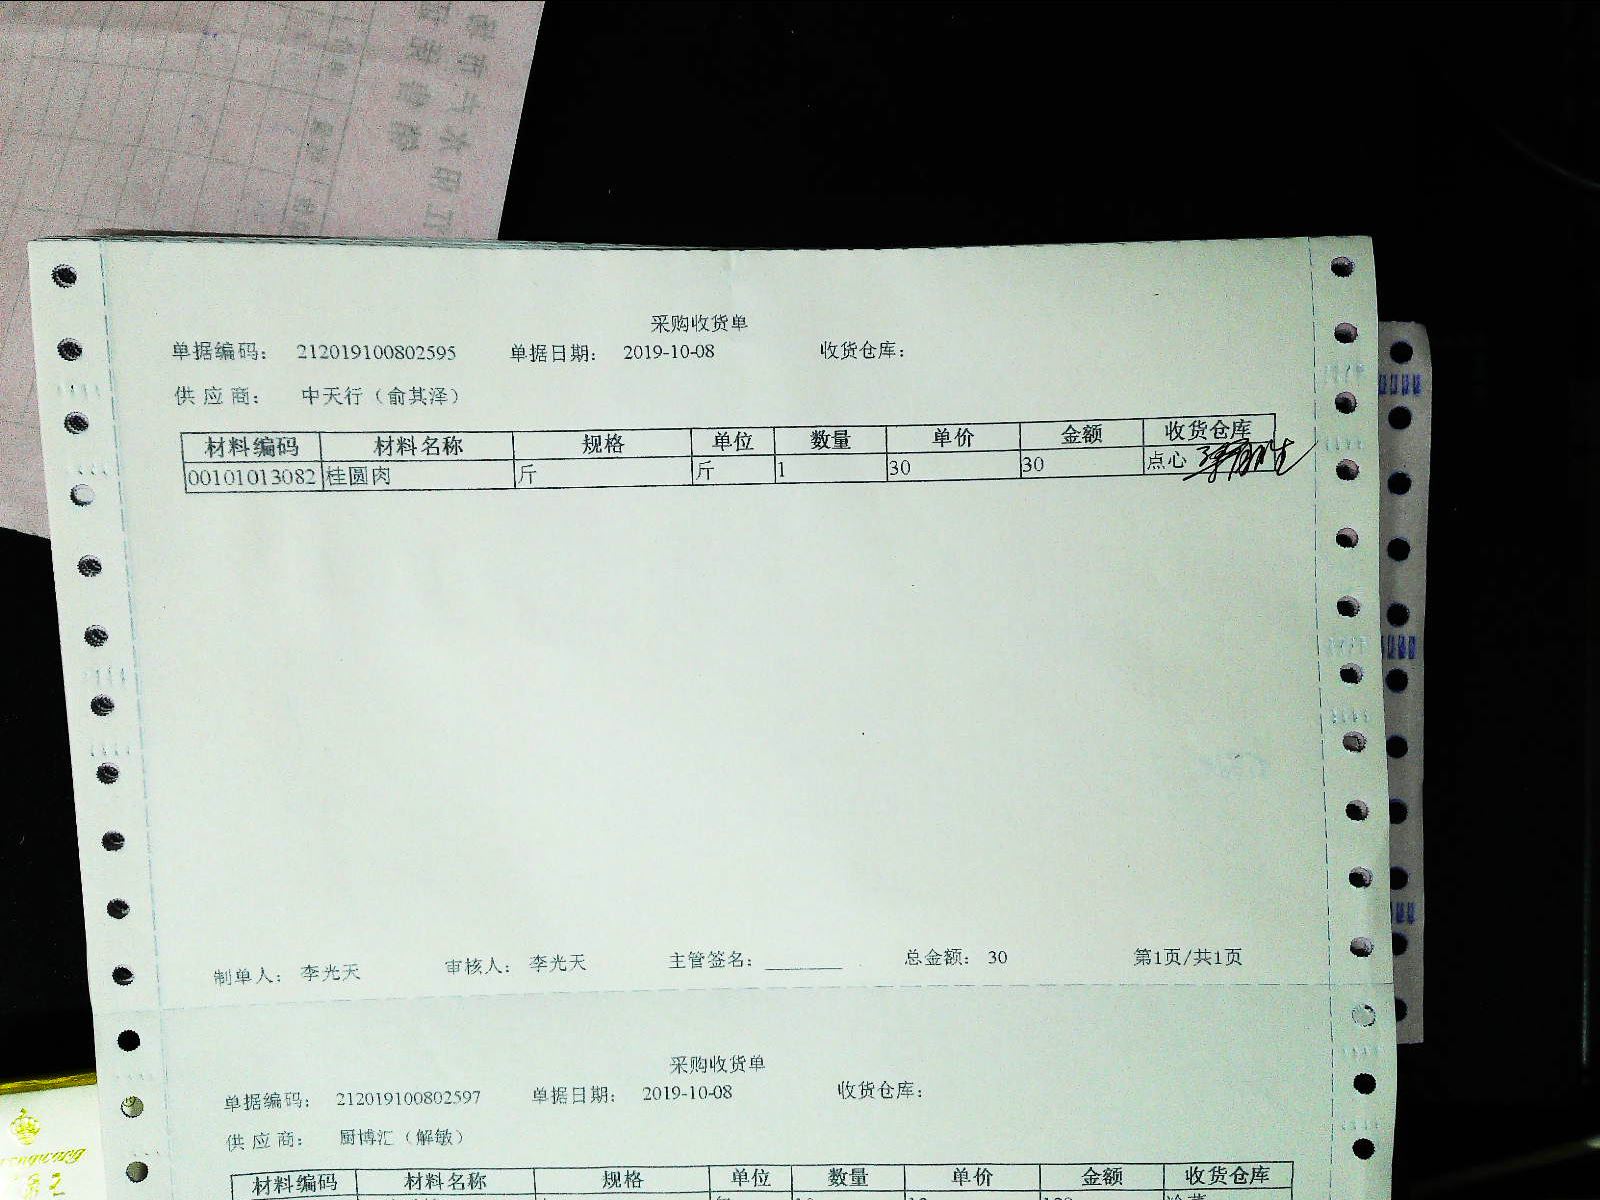 采购收货单
单据编码： 212019100802595 单据日期： 2019-10-08 收货仓库：
供应商： 中天行（俞其泽）
材料编码 材料名称 规格 单位 数量 单价 金额 收货仓库
00101013082 桂圆肉 斤 斤 1 30 30 点心
制单人： 李光天 审核人： 李光天 主管签名：________ 总金额： 30 第1页/共1页
采购收货单
单据编码： 212019100802597 单据日期： 2019-10-08 收货仓库：
供应商： 厨博汇（解敏）
材料编码 材料名称 规格 单位 数量 单价 金额 收货仓库